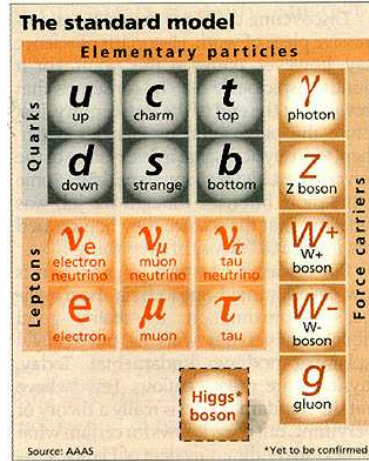 The standard model
Elementary particles
Quarks
u
up
c
charm
t
top
d
down
s
strange
b
bottom
Leptons
νe
electron
neutrino
νμ
muon
neutrino
ντ
tau
neutrino
e
electron
μ
muon
τ
tau
γ
photon
Z
Z boson
W+
W+
boson
W-
W-
boson
g
gluon
Force carriers
Higgs*
boson
Source: AAAS
*Yet to be confirmed